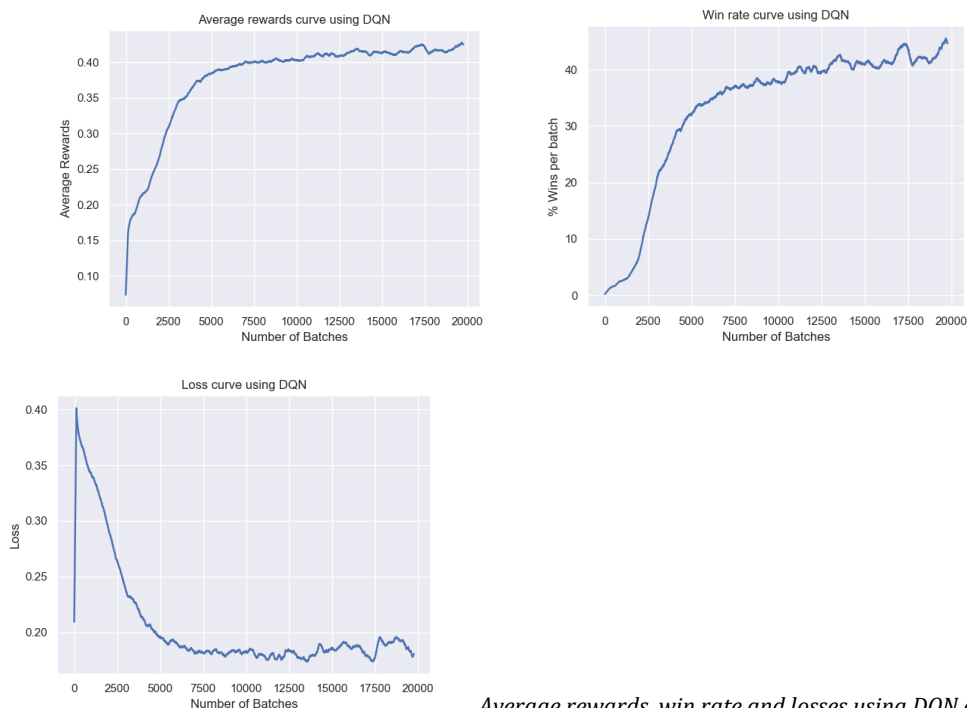 Average rewards curve using DQN
0.40
0.35
0.30
0.25
0.20
0.15
0.10
Average Rewards
0 2500 5000 7500 10000 12500 15000 17500 20000
Number of Batches
Win rate curve using DQN
40
30
20
10
0
% Wins per batch
0 2500 5000 7500 10000 12500 15000 17500 20000
Number of Batches
Loss curve using DQN
0.40
0.35
0.30
0.25
0.20
Loss
0 2500 5000 7500 10000 12500 15000 17500 20000
Number of Batches
Average rewards, win rate and losses using DQN